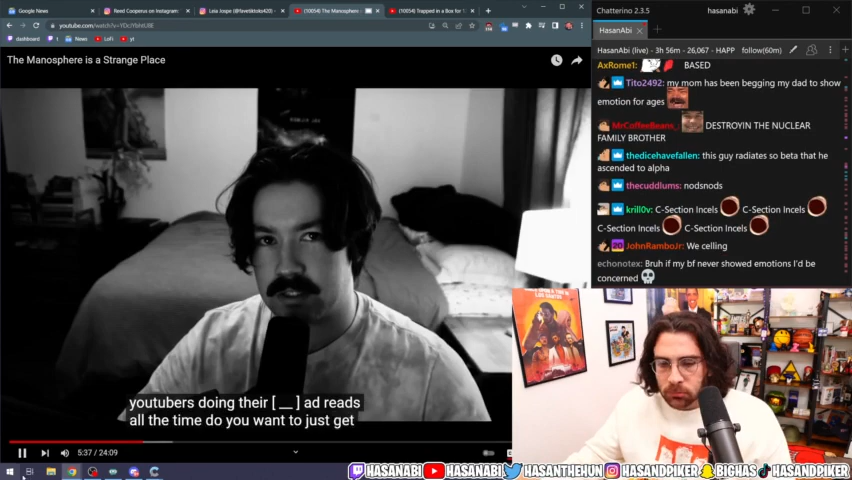 Google News
Reed Cooperus on Instagram:
(10054) The Manosphere is
(10054) Trapped in a Box for
youtube.com/watch?v=
dashboard
t
News
LoFi
yt
The Manosphere is a Strange Place
youtubers doing their [ __ ] ad reads
all the time do you want to just get
5:37 / 24:09
Chatterino 2.3.5
hasanabi
HasanAbi
HasanAbi (live) - 3h 56m - 26,067 - HAPP
follow(60m)
AxRome1: BASED
Tito2492: my mom has been begging my dad to show
emotion for ages
MrCoffeeBeans_: DESTROYIN THE NUCLEAR
FAMILY BROTHER
thedicehavefallen: this guy radiates so beta that he
ascended to alpha
thecuddlums: nodsnods
krill0v: C-Section Incels C-Section Incels
C-Section Incels C-Section Incels
JohnRamboJr: We celling
echonotex: Bruh if my bf never showed emotions I'd be
concerned
HASANABI HASANABI HASANTHEHUN HASANDPIKER BIGHAS HASANDPIKER